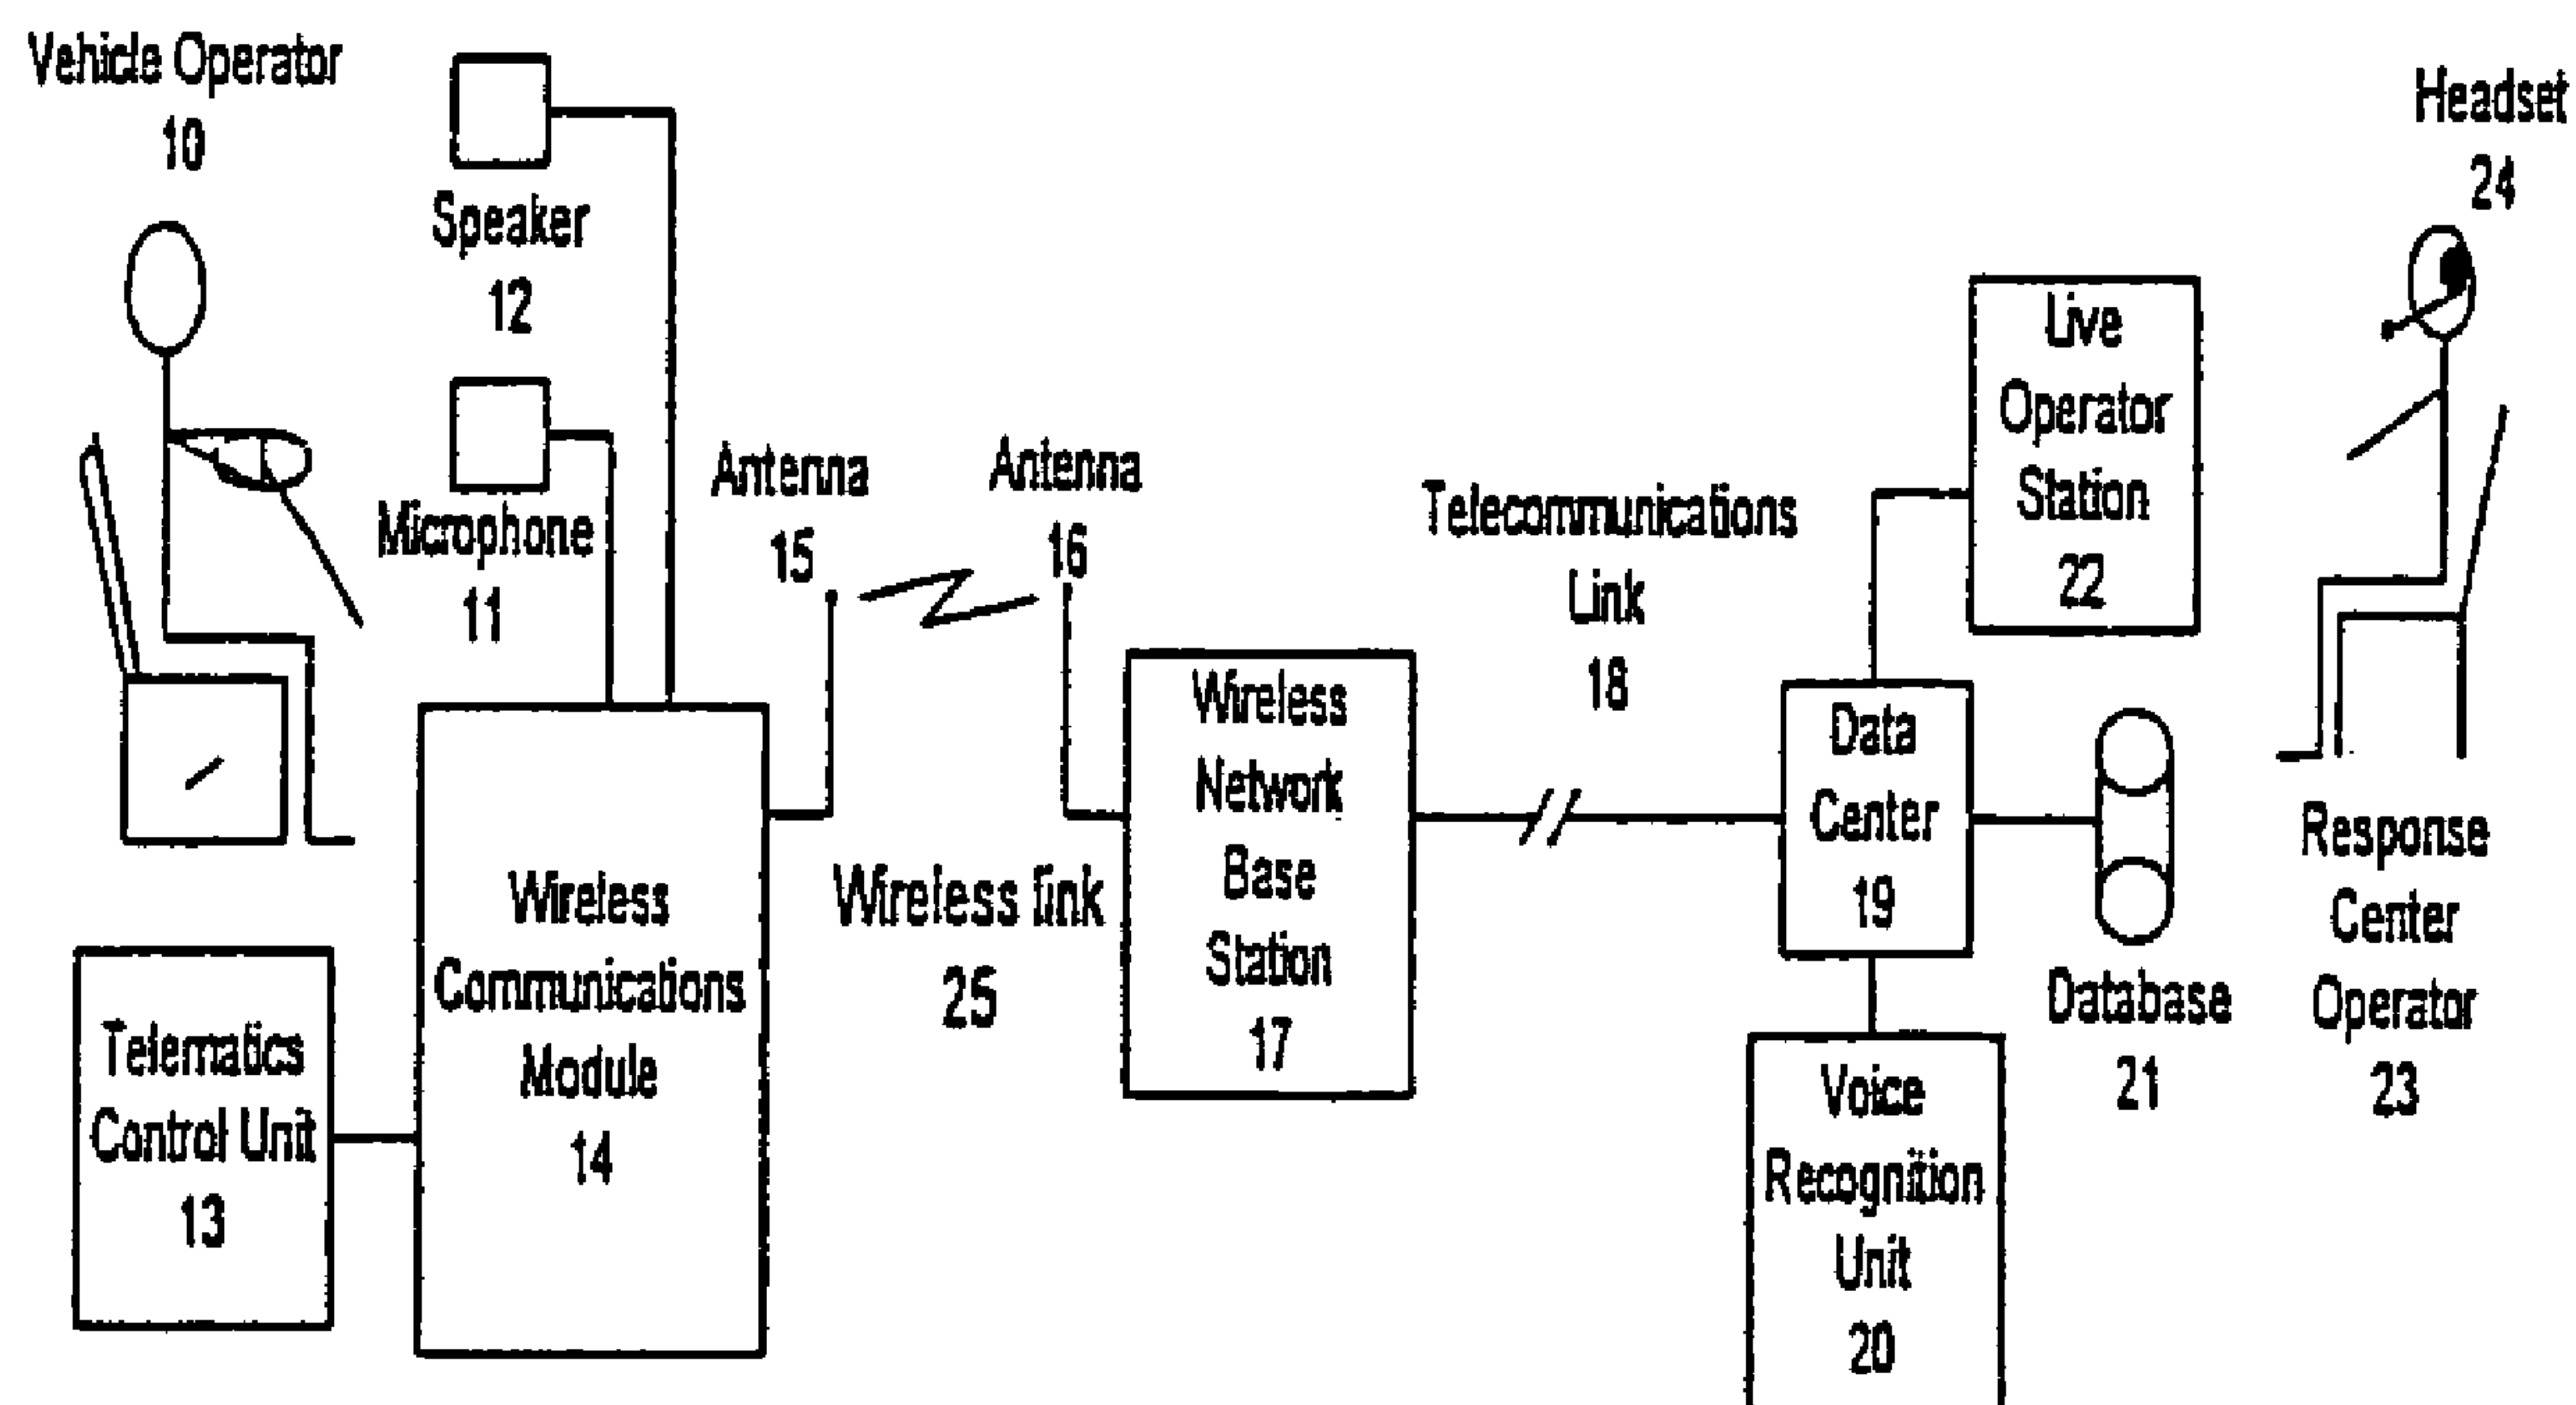 Vehicle Operator
10
Speaker
12
Microphone
11
Antenna
15
Antenna
16
Telecommunications
Link
18
Live
Operator
Station
22
Headset
24
Wireless
Communications
Module
14
Wireless link
25
Wireless
Network
Base
Station
17
Data
Center
19
Database
21
Response
Center
Operator
23
Telematics
Control Unit
13
Voice
Recognition
Unit
20